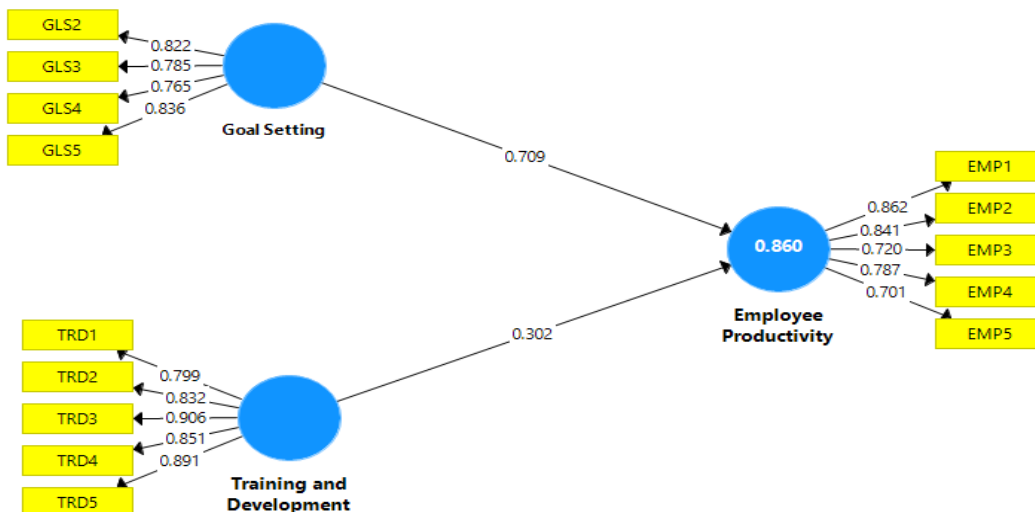 GLS2
0.822
GLS3
0.785
GLS4
0.765
GLS5
0.836
Goal Setting
0.709
0.860
Employee
Productivity
EMP1
0.862
EMP2
0.841
EMP3
0.720
EMP4
0.787
EMP5
0.701
0.302
TRD1
0.799
TRD2
0.832
TRD3
0.906
TRD4
0.851
TRD5
0.891
Training and
Development